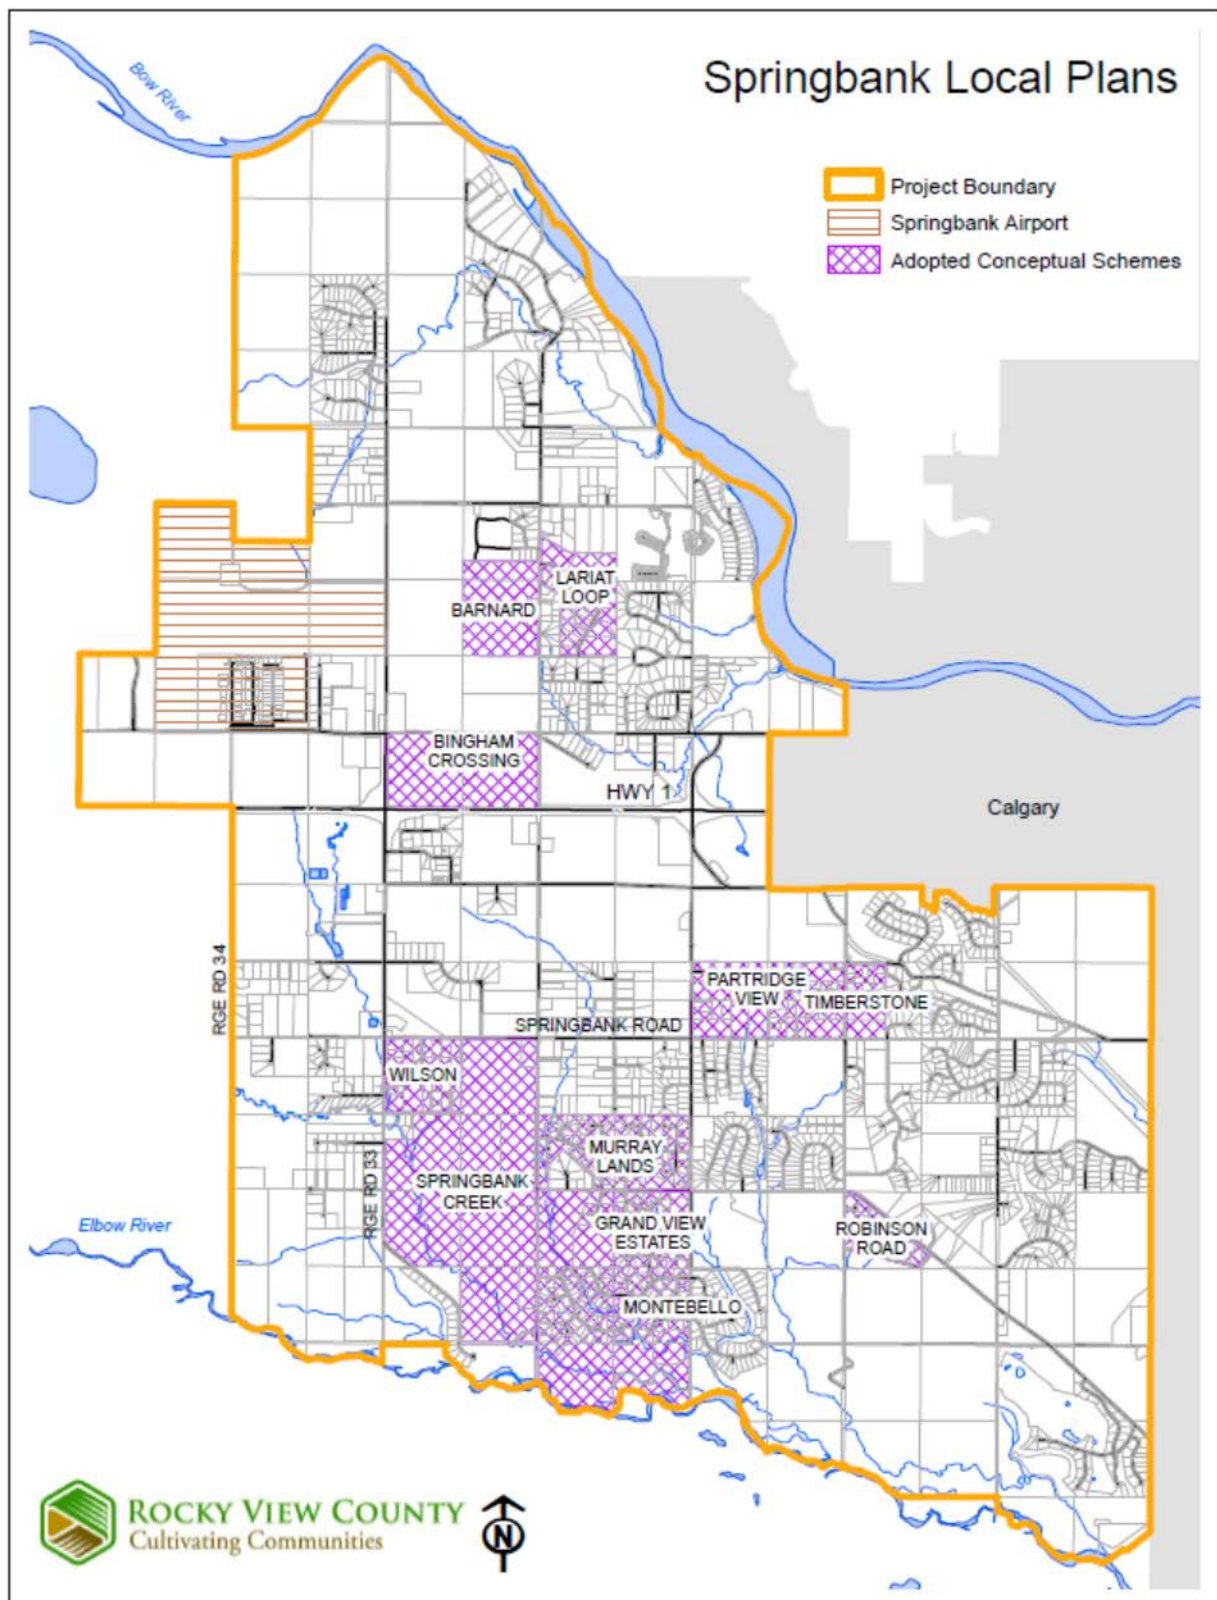 Springbank Local Plans
Bow River
Project Boundary
Springbank Airport
Adopted Conceptual Schemes
LARIAT
LOOP
BARNARD
BINGHAM
CROSSING
HWY 1
Calgary
RGE RD 34
PARTRIDGE
VIEW
TIMBERSTONE
SPRINGBANK ROAD
WILSON
MURRAY
LANDS
RGE RD 33
SPRINGBANK
CREEK
Elbow River
GRAND VIEW
ESTATES
ROBINSON
ROAD
MONTEBELLO
ROCKY VIEW COUNTY
Cultivating Communities
N